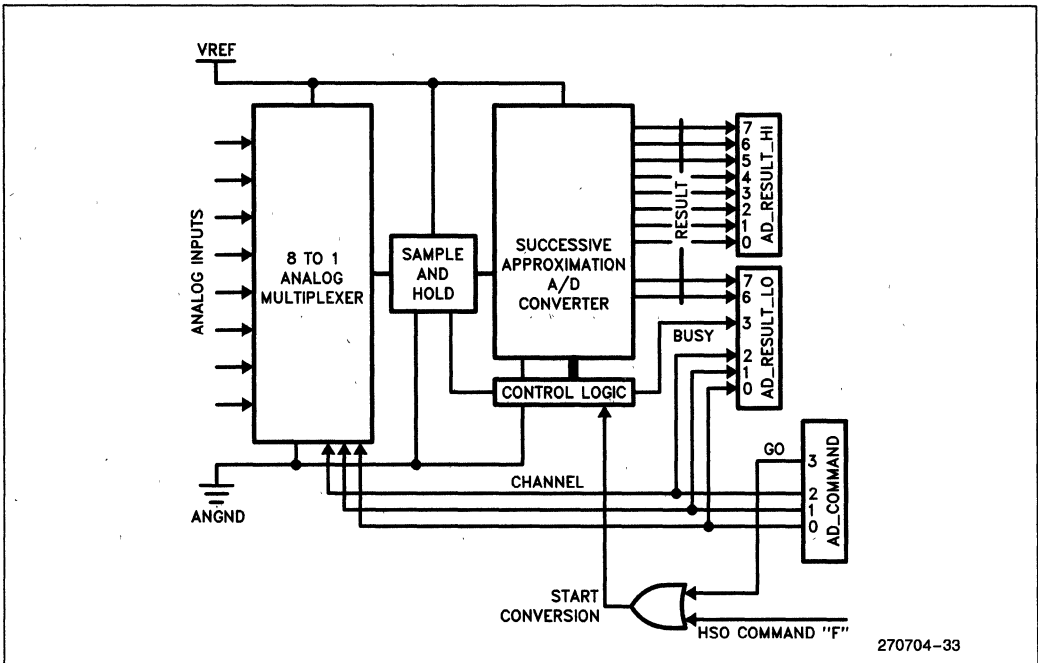 VREF
ANALOG INPUTS
8 TO 1
ANALOG
MULTIPLEXER
SAMPLE
AND
HOLD
SUCCESSIVE
APPROXIMATION
A/D
CONVERTER
RESULT
7
6
5
4
3
2
1
0
AD_RESULT_HI
7
6
3
2
1
0
AD_RESULT_LO
BUSY
CONTROL LOGIC
GO
3
2
1
0
AD_COMMAND
CHANNEL
ANGND
START
CONVERSION
HSO COMMAND "F"
270704-33